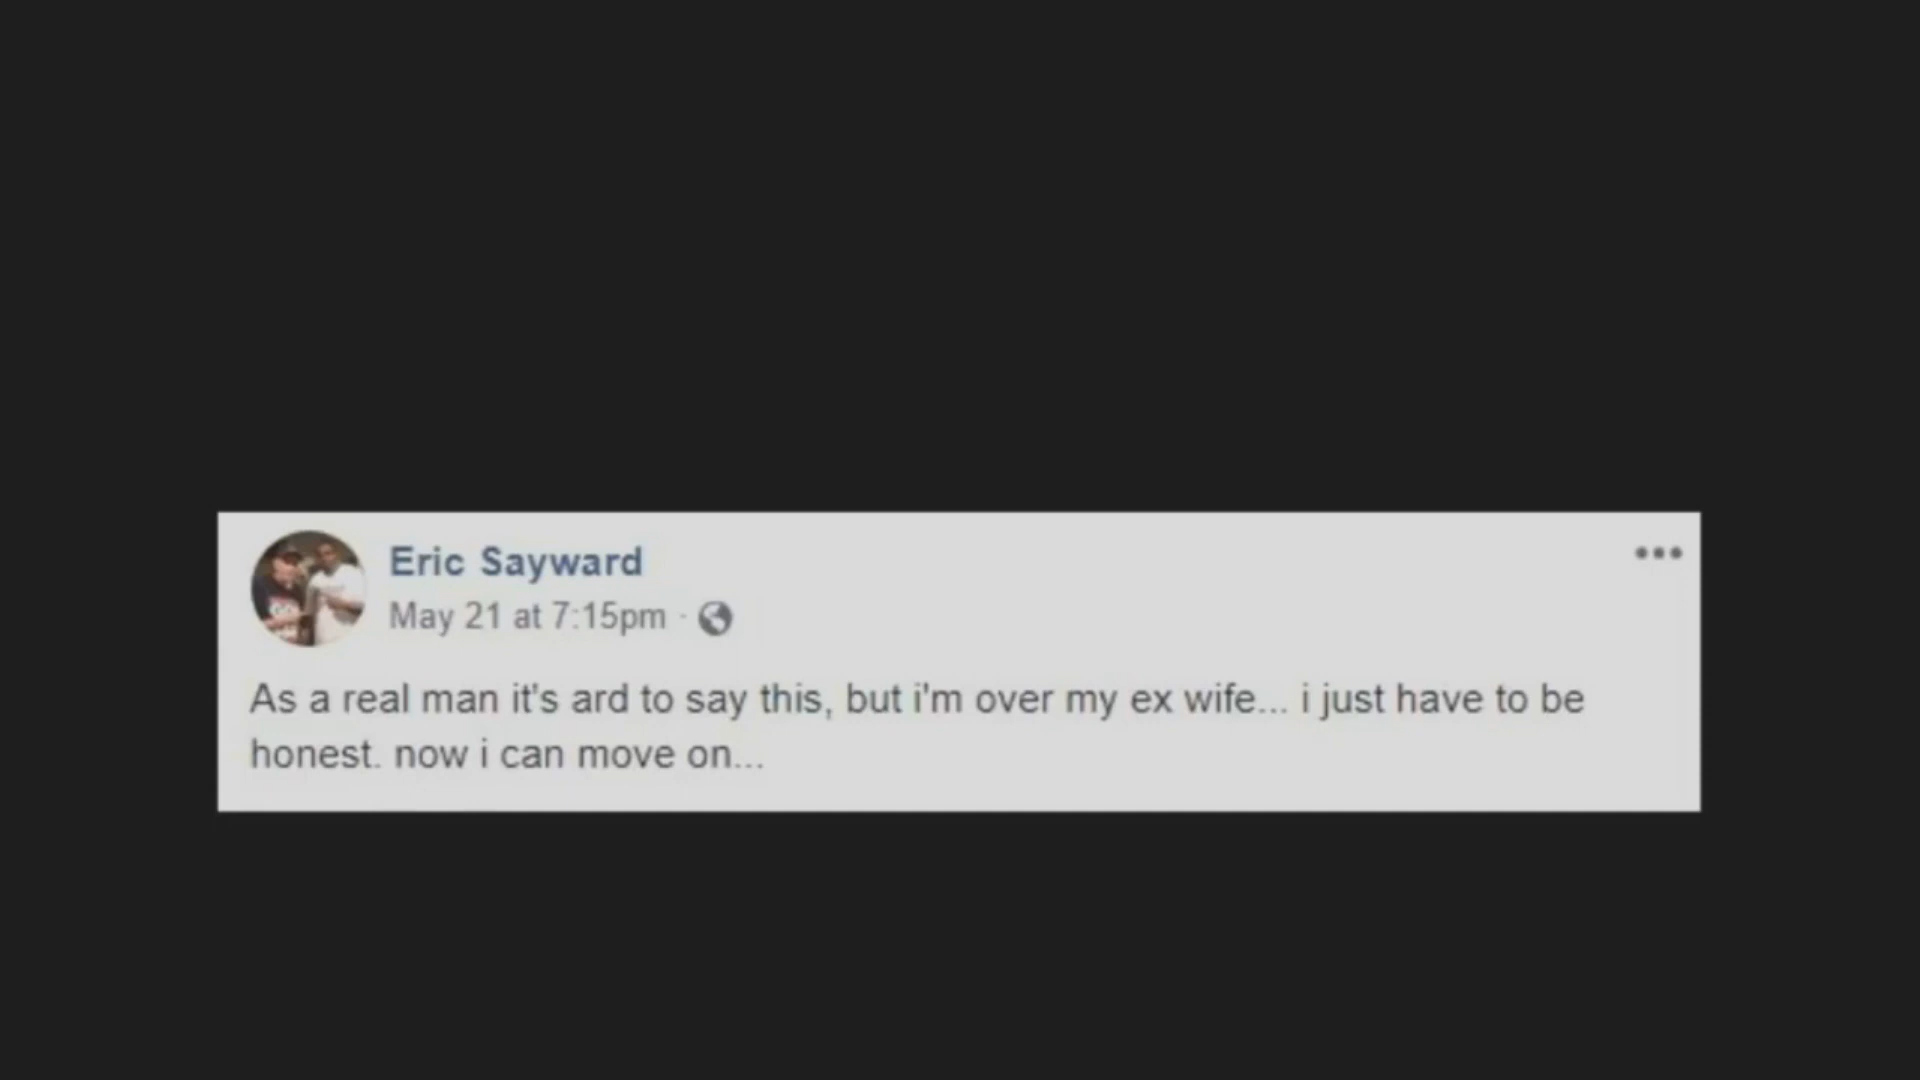 Eric Sayward
May 21 at 7:15pm ·
As a real man it's ard to say this, but i'm over my ex wife... i just have to be
honest. now i can move on...